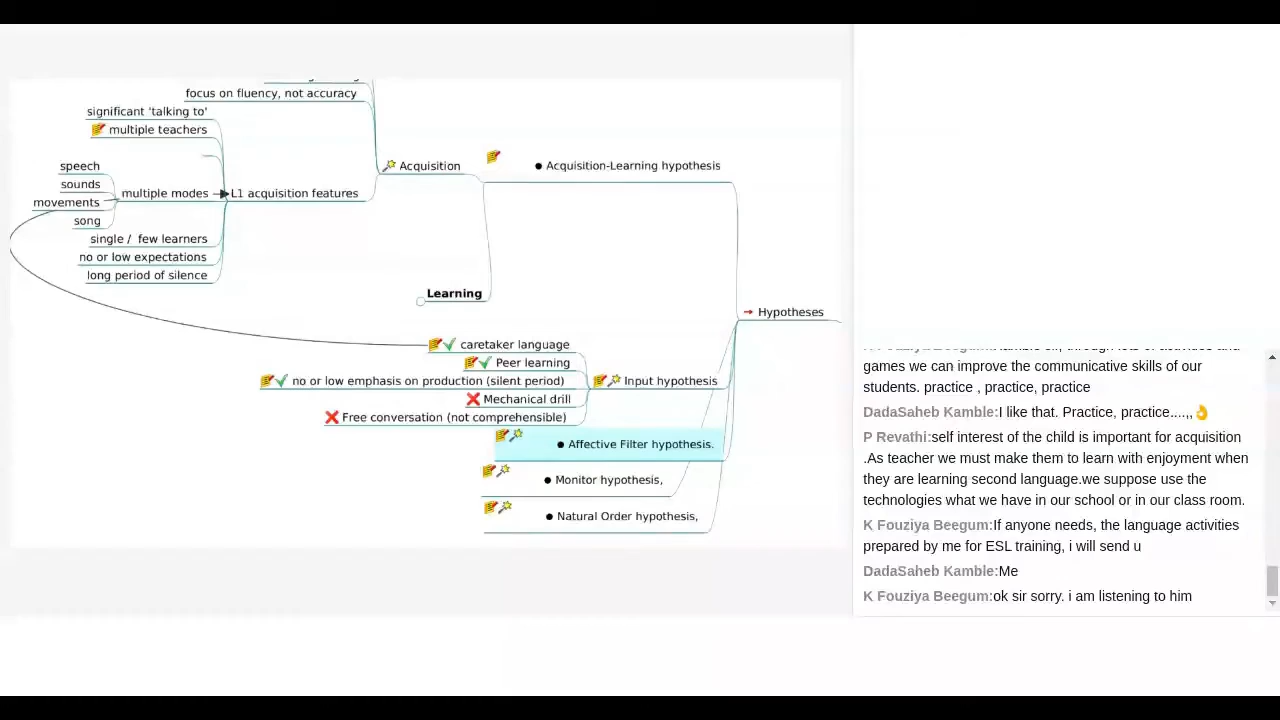 focus on fluency, not accuracy
significant 'talking to'
multiple teachers
speech
sounds
movements
song
multiple modes
L1 acquisition features
single / few learners
no or low expectations
long period of silence
Acquisition
● Acquisition-Learning hypothesis
Learning
Hypotheses
caretaker language
Peer learning
no or low emphasis on production (silent period)
Mechanical drill
Free conversation (not comprehensible)
Input hypothesis
● Affective Filter hypothesis.
● Monitor hypothesis,
● Natural Order hypothesis,
games we can improve the communicative skills of our
students. practice , practice, practice
DadaSaheb Kamble:I like that. Practice, practice....,,👌
P Revathi:self interest of the child is important for acquisition
.As teacher we must make them to learn with enjoyment when
they are learning second language.we suppose use the
technologies what we have in our school or in our class room.
K Fouziya Beegum:If anyone needs, the language activities
prepared by me for ESL training, i will send u
DadaSaheb Kamble:Me
K Fouziya Beegum:ok sir sorry. i am listening to him